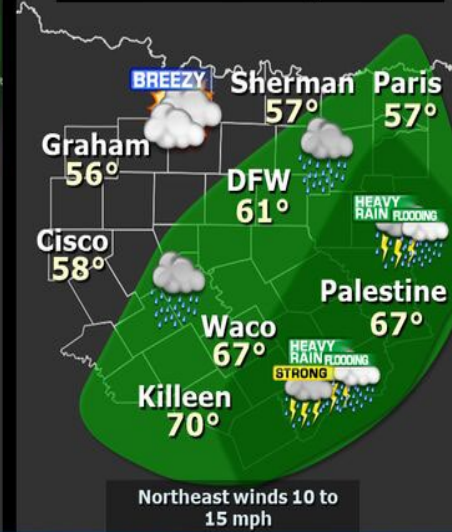 BREEZY
Sherman
57°
Paris
57°
Graham
56°
DFW
61°
HEAVY
RAIN FLOODING
Cisco
58°
Palestine
67°
Waco
67°
HEAVY
RAIN FLOODING
STRONG
Killeen
70°
Northeast winds 10 to
15 mph